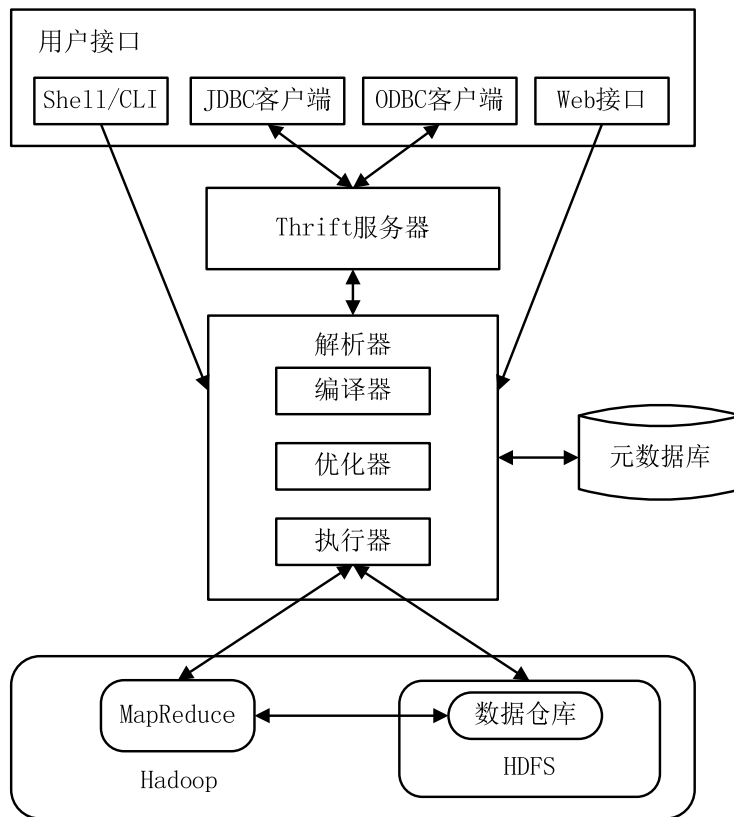 用户接口
Shell/CLI
JDBC客户端
ODBC客户端
Web接口
Thrift服务器
解析器
编译器
优化器
元数据库
执行器
MapReduce
数据仓库
Hadoop
HDFS